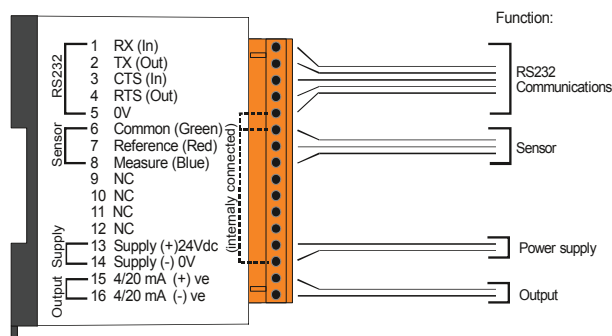 Function:
RS232
1 RX (In)
2 TX (Out)
3 CTS (In)
4 RTS (Out)
5 0V
Sensor
6 Common (Green)
7 Reference (Red)
8 Measure (Blue)
9 NC
10 NC
11 NC
12 NC
Supply
13 Supply (+)24Vdc
14 Supply (-) 0V
Output
15 4/20 mA (+) ve
16 4/20 mA (-) ve
(internaly connected)
RS232
Communications
Sensor
Power supply
Output